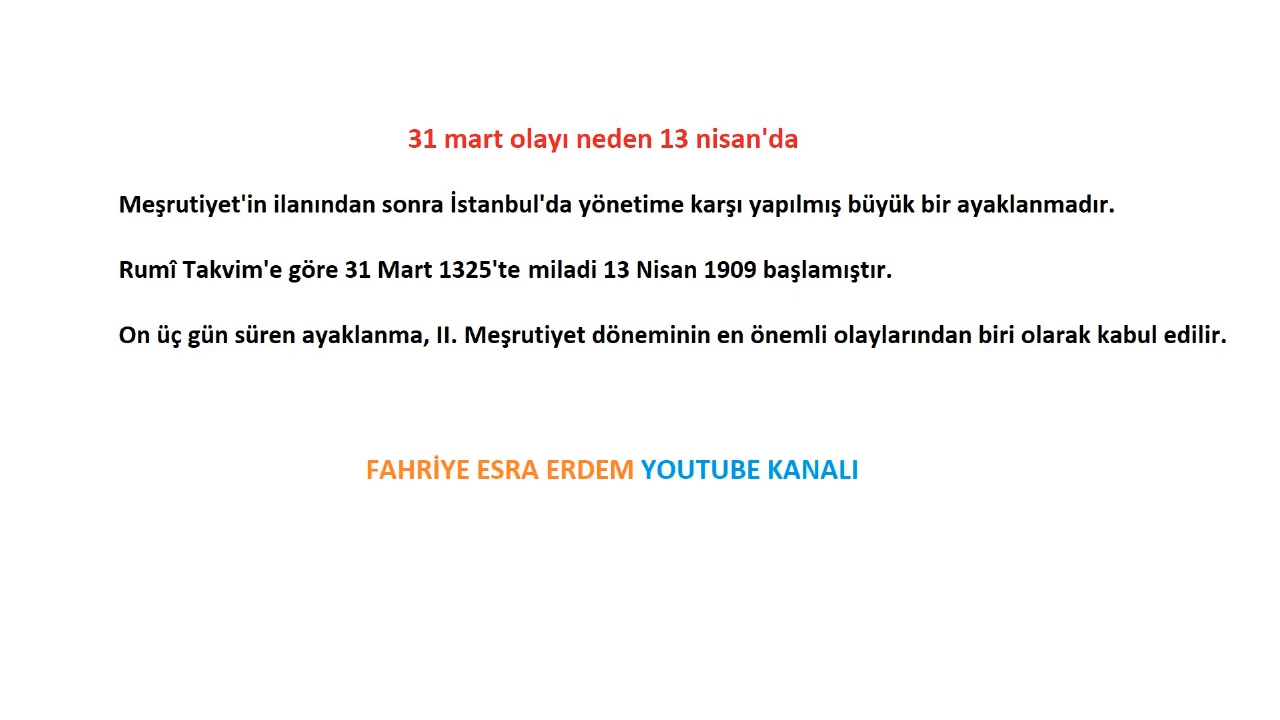 31 mart olayı neden 13 nisan'da
Meşrutiyet'in ilanından sonra İstanbul'da yönetime karşı yapılmış büyük bir ayaklanmadır.
Rumî Takvim'e göre 31 Mart 1325'te miladi 13 Nisan 1909 başlamıştır.
On üç gün süren ayaklanma, II. Meşrutiyet döneminin en önemli olaylarından biri olarak kabul edilir.
FAHRİYE ESRA ERDEM YOUTUBE KANALI